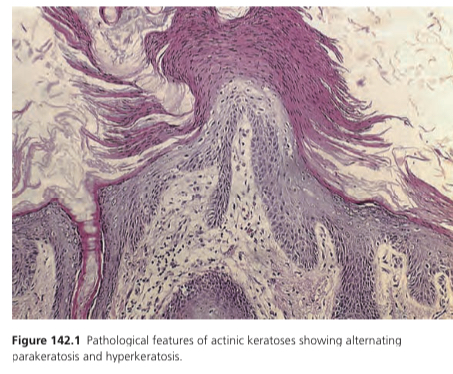 Figure 142.1 Pathological features of actinic keratoses showing alternating
parakeratosis and hyperkeratosis.